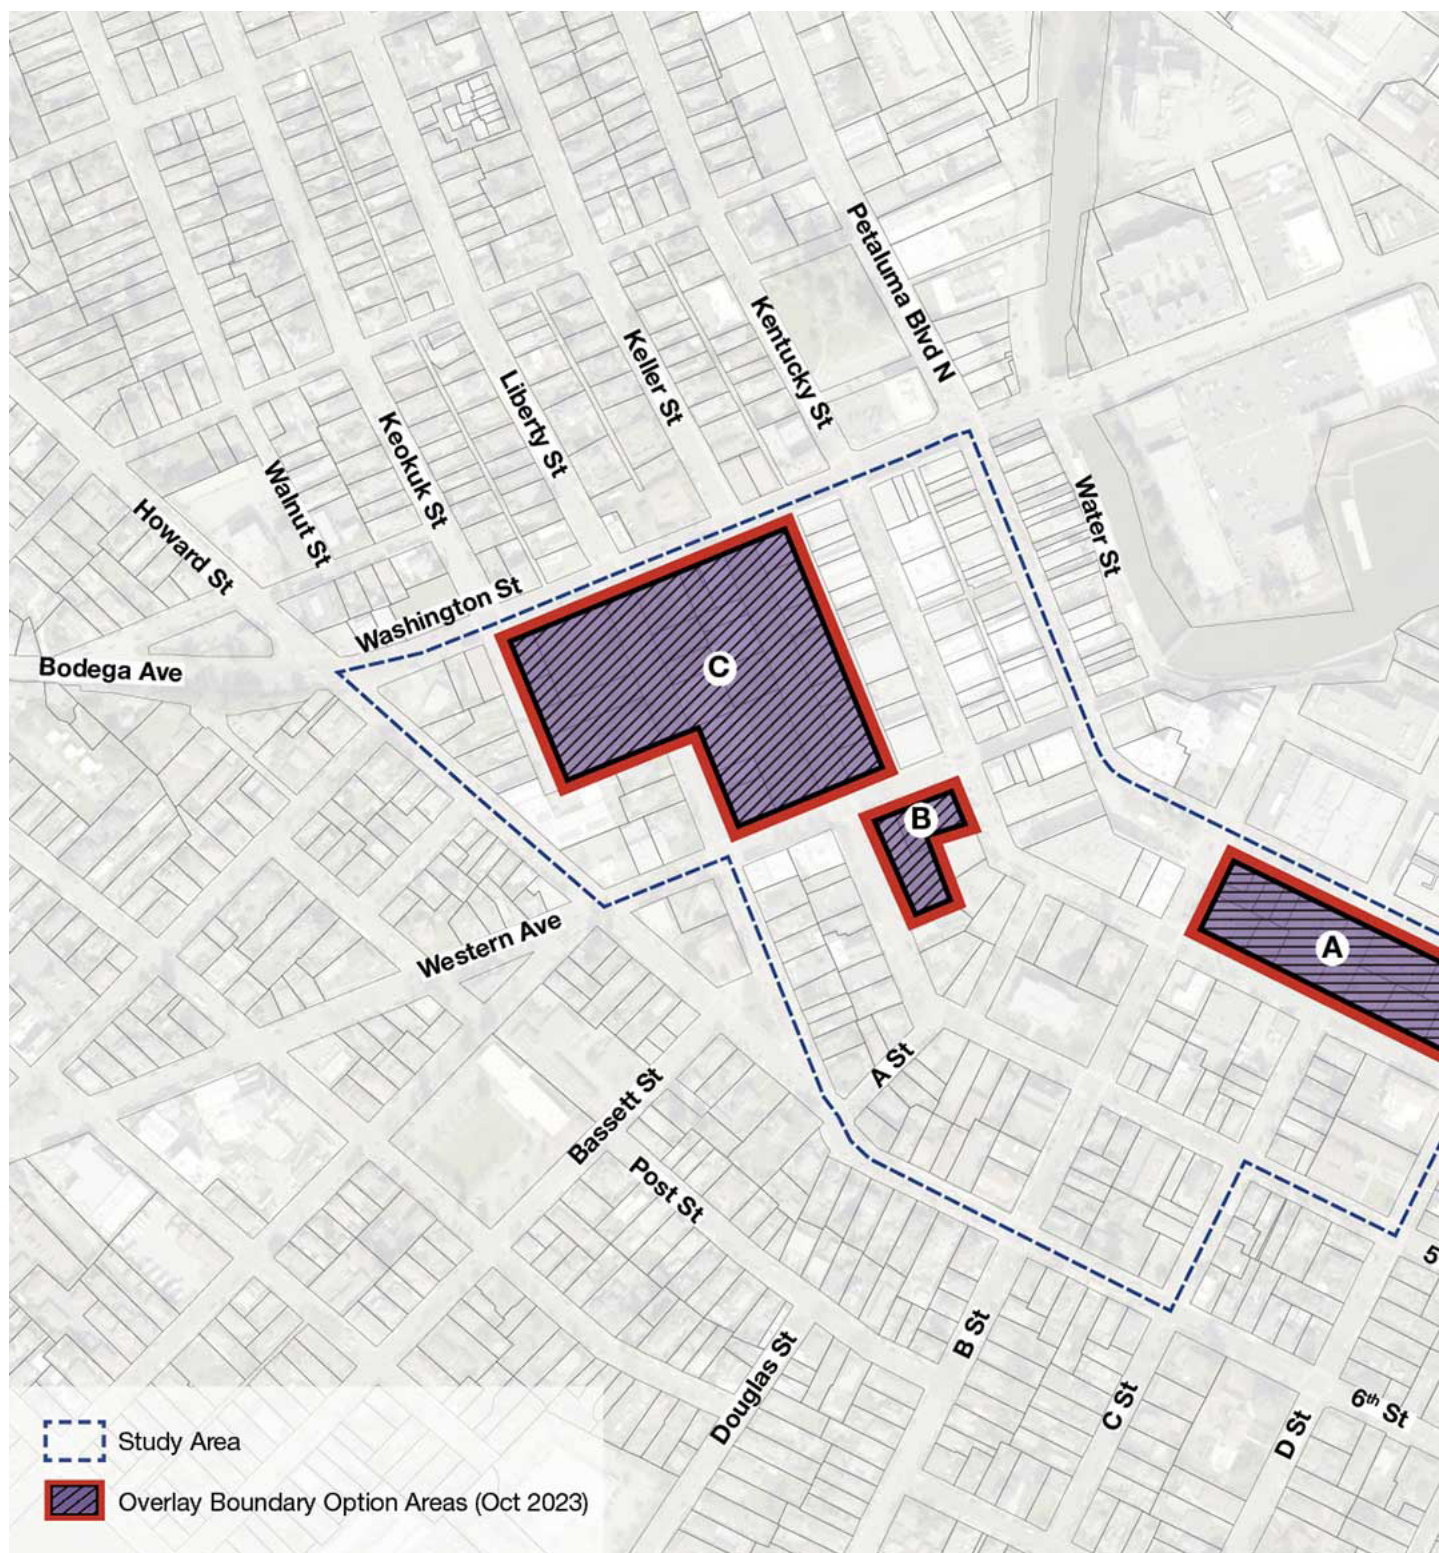 Petaluma Blvd N
Kentucky St
Keller St
Liberty St
Keokuk St
Walnut St
Howard St
Water St
Washington St
Bodega Ave
C
B
A
Western Ave
A St
Bassett St
Post St
5
B St
Douglas St
C St
6th St
D St
Study Area
Overlay Boundary Option Areas (Oct 2023)